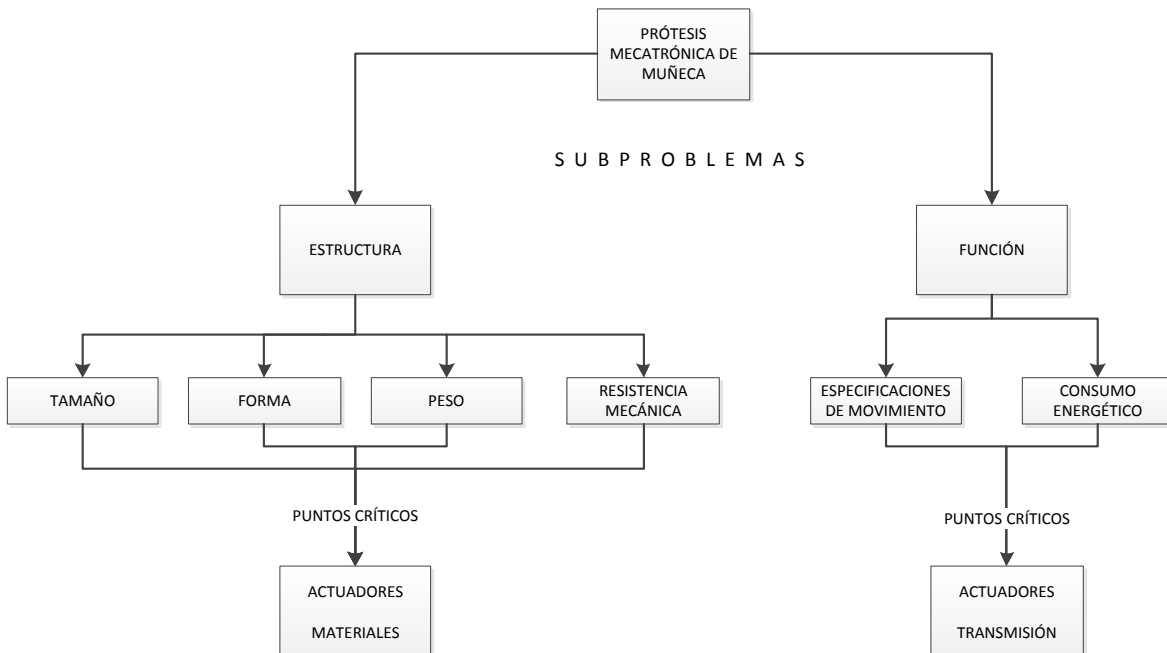 PRÓTESIS
MECATRÓNICA DE
MUÑECA
S U B P R O B L E M A S
ESTRUCTURA
FUNCIÓN
TAMAÑO
FORMA
PESO
RESISTENCIA
MECÁNICA
ESPECIFICACIONES
DE MOVIMIENTO
CONSUMO
ENERGÉTICO
PUNTOS CRÍTICOS
PUNTOS CRÍTICOS
ACTUADORES
MATERIALES
ACTUADORES
TRANSMISIÓN